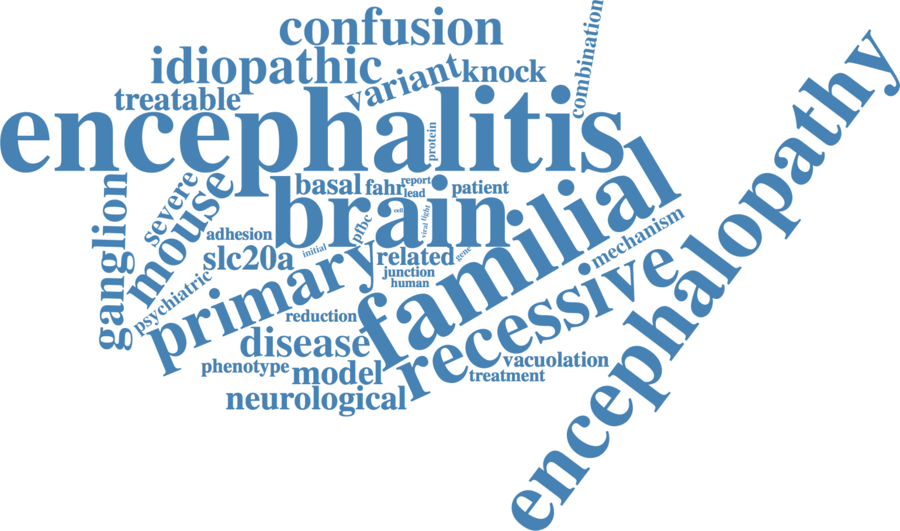 confusion
combination
idiopathic
variant
knock
treatable
encephalitis
protein
encephalopathy
ganglion
severe
mouse
basal
fahr
report
lead
patient
brain
familial
cell
tight
viral
pfbc
adhesion
initial
slc20a
related
gene
mechanism
junction
human
psychiatric
primary
recessive
reduction
disease
vacuolation
phenotype
model
treatment
neurological